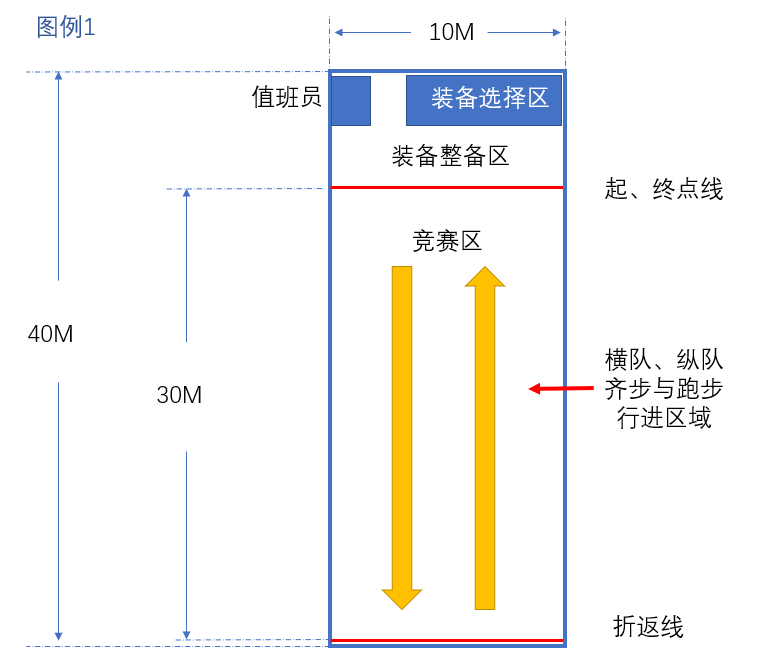 图例1
10M
值班员
装备选择区
装备整备区
起、终点线
竞赛区
40M
30M
横队、纵队
齐步与跑步
行进区域
折返线